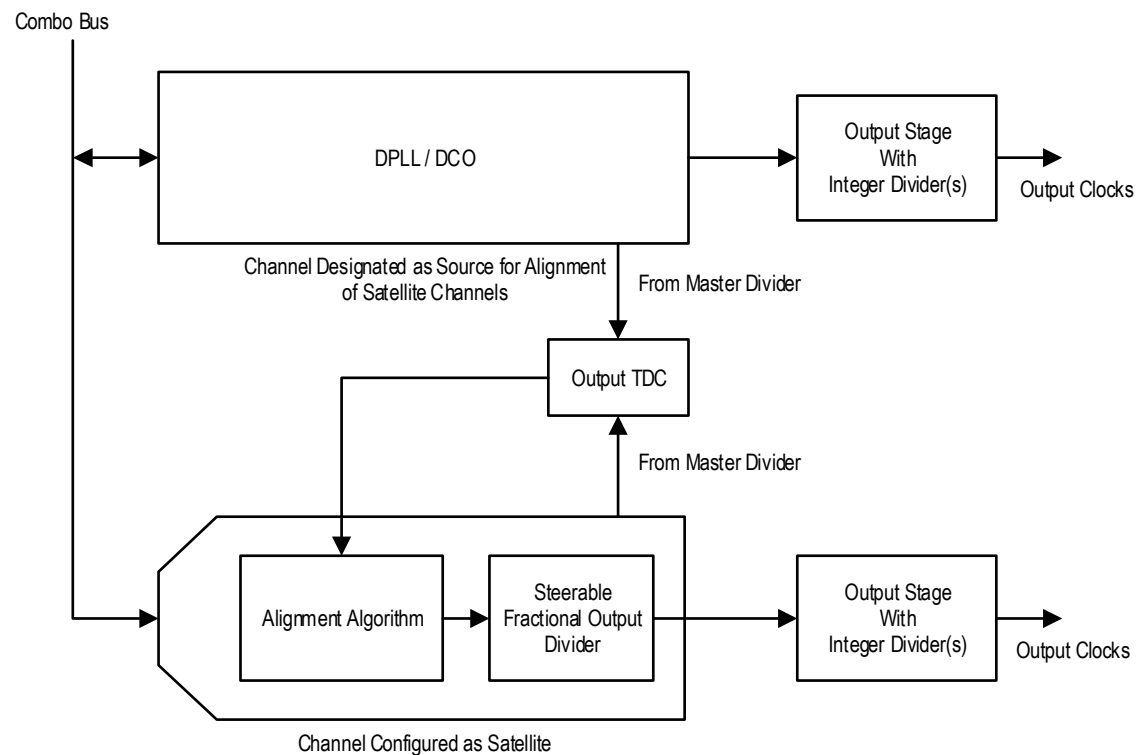 Combo Bus
DPLL / DCO
Output Stage
With
Integer Divider(s)
Output Clocks
Channel Designated as Source for Alignment
of Satellite Channels
From Master Divider
Output TDC
From Master Divider
Alignment Algorithm
Steerable
Fractional Output
Divider
Output Stage
With
Integer Divider(s)
Output Clocks
Channel Configured as Satellite